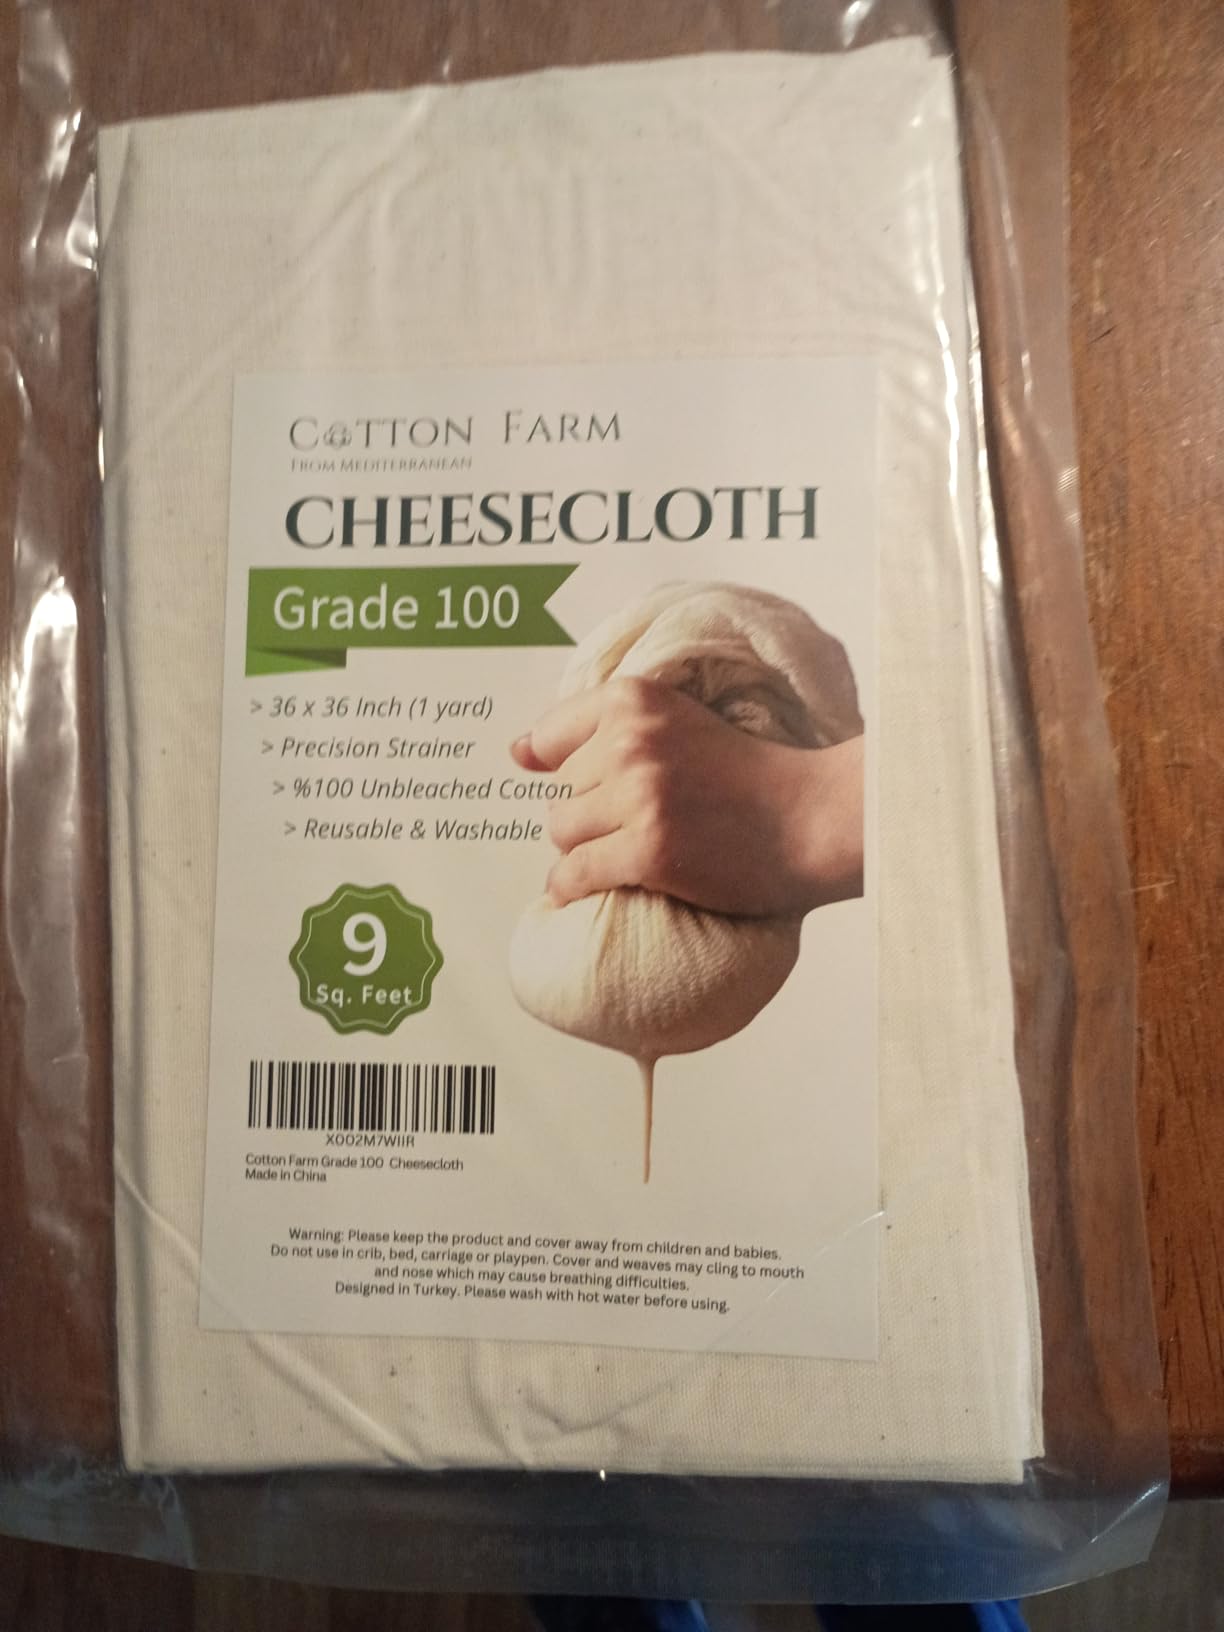 COTTON FARM
FROM MEDITERRANEAN
CHEESECLOTH
Grade 100
> 36 x 36 Inch (1 yard)
> Precision Strainer
> %100 Unbleached Cotton
> Reusable & Washable
9
Sq. Feet
X002M7WIIR
Cotton Farm Grade 100 Cheesecloth
Made in China
Warning: Please keep the product and cover away from children and babies.
Do not use in crib, bed, carriage or playpen. Cover and weaves may cling to mouth
and nose which may cause breathing difficulties.
Designed in Turkey. Please wash with hot water before using.